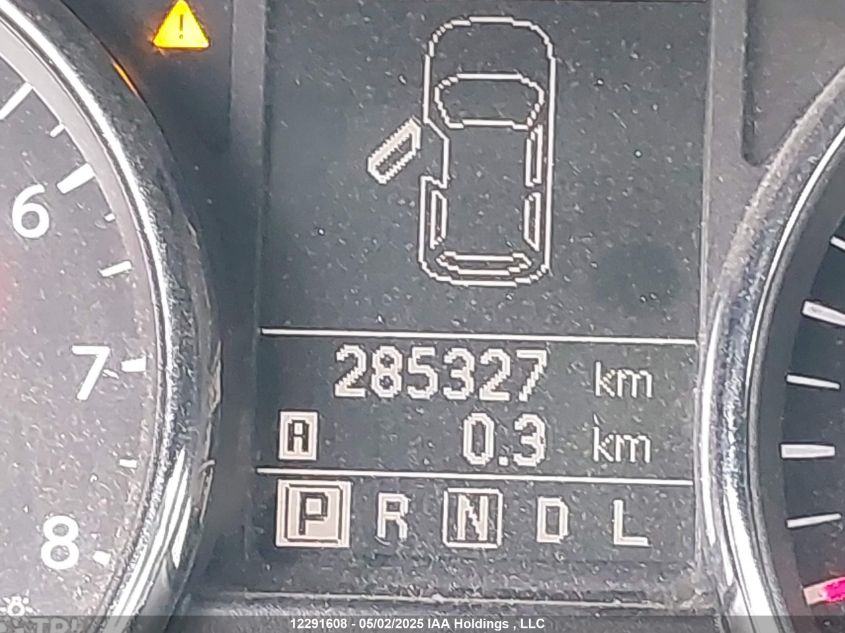 6
7
8
285327 km
A 0.3 km
P R N D L
12291608 - 05/02/2025 IAA Holdings , LLC